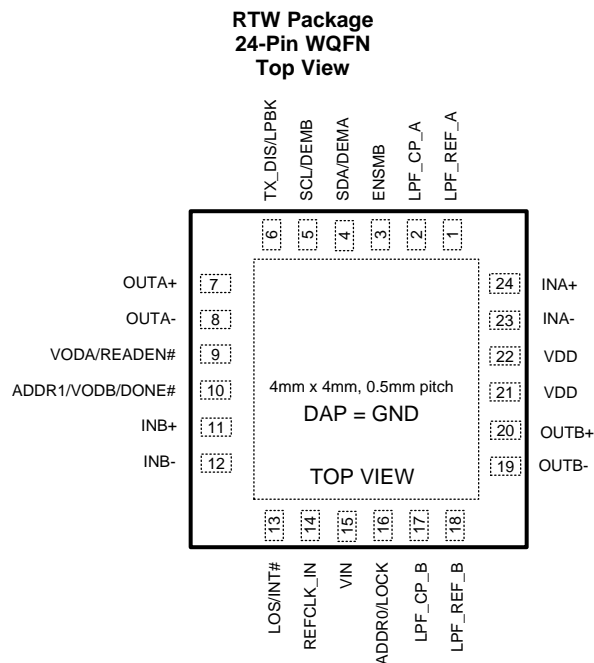 RTW Package
24-Pin WQFN
Top View
TX_DIS/LPBK
SCL/DEMB
SDA/DEMA
ENSMB
LPF_CP_A
LPF_REF_A
6
5
4
3
2
1
OUTA+
7
OUTA-
8
VODA/READEN#
9
ADDR1/VODB/DONE#
10
INB+
11
INB-
12
4mm x 4mm, 0.5mm pitch
DAP = GND
TOP VIEW
24
INA+
23
INA-
22
VDD
21
VDD
20
OUTB+
19
OUTB-
13
14
15
16
17
18
LOS/INT#
REFCLK_IN
VIN
ADDR0/LOCK
LPF_CP_B
LPF_REF_B